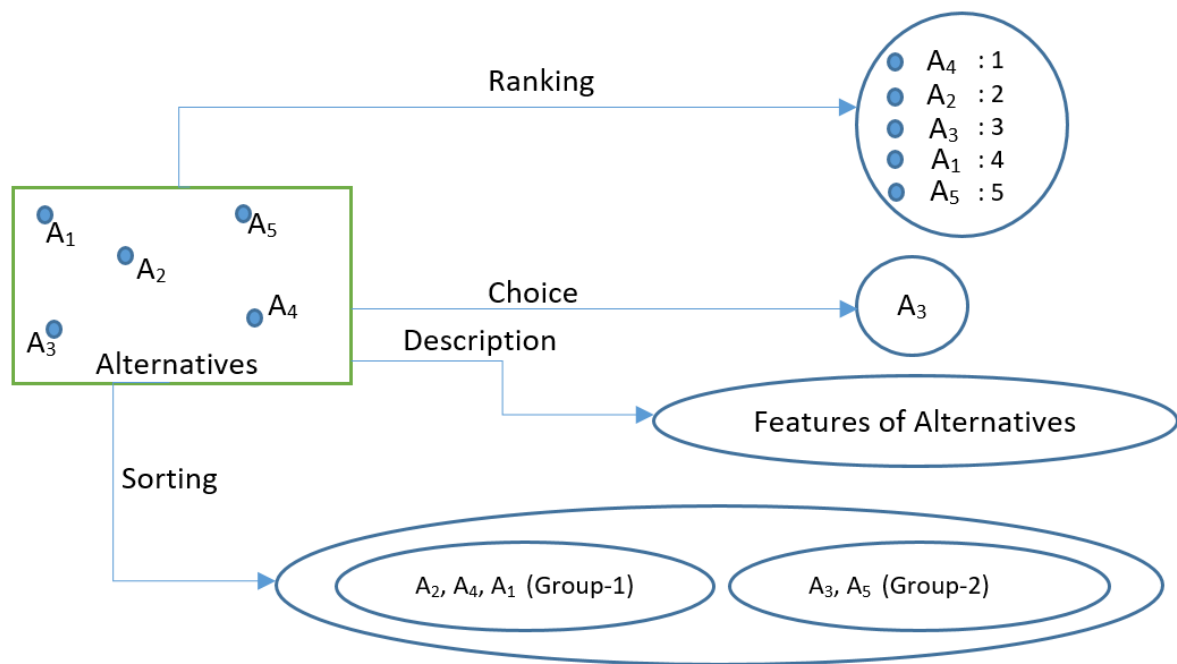 Ranking
A₄ : 1
A₂ : 2
A₃ : 3
A₁ : 4
A₅ : 5
A₁
A₅
A₂
A₃
A₄
Alternatives
Choice
A₃
Description
Features of Alternatives
Sorting
A₂, A₄, A₁ (Group-1)
A₃, A₅ (Group-2)